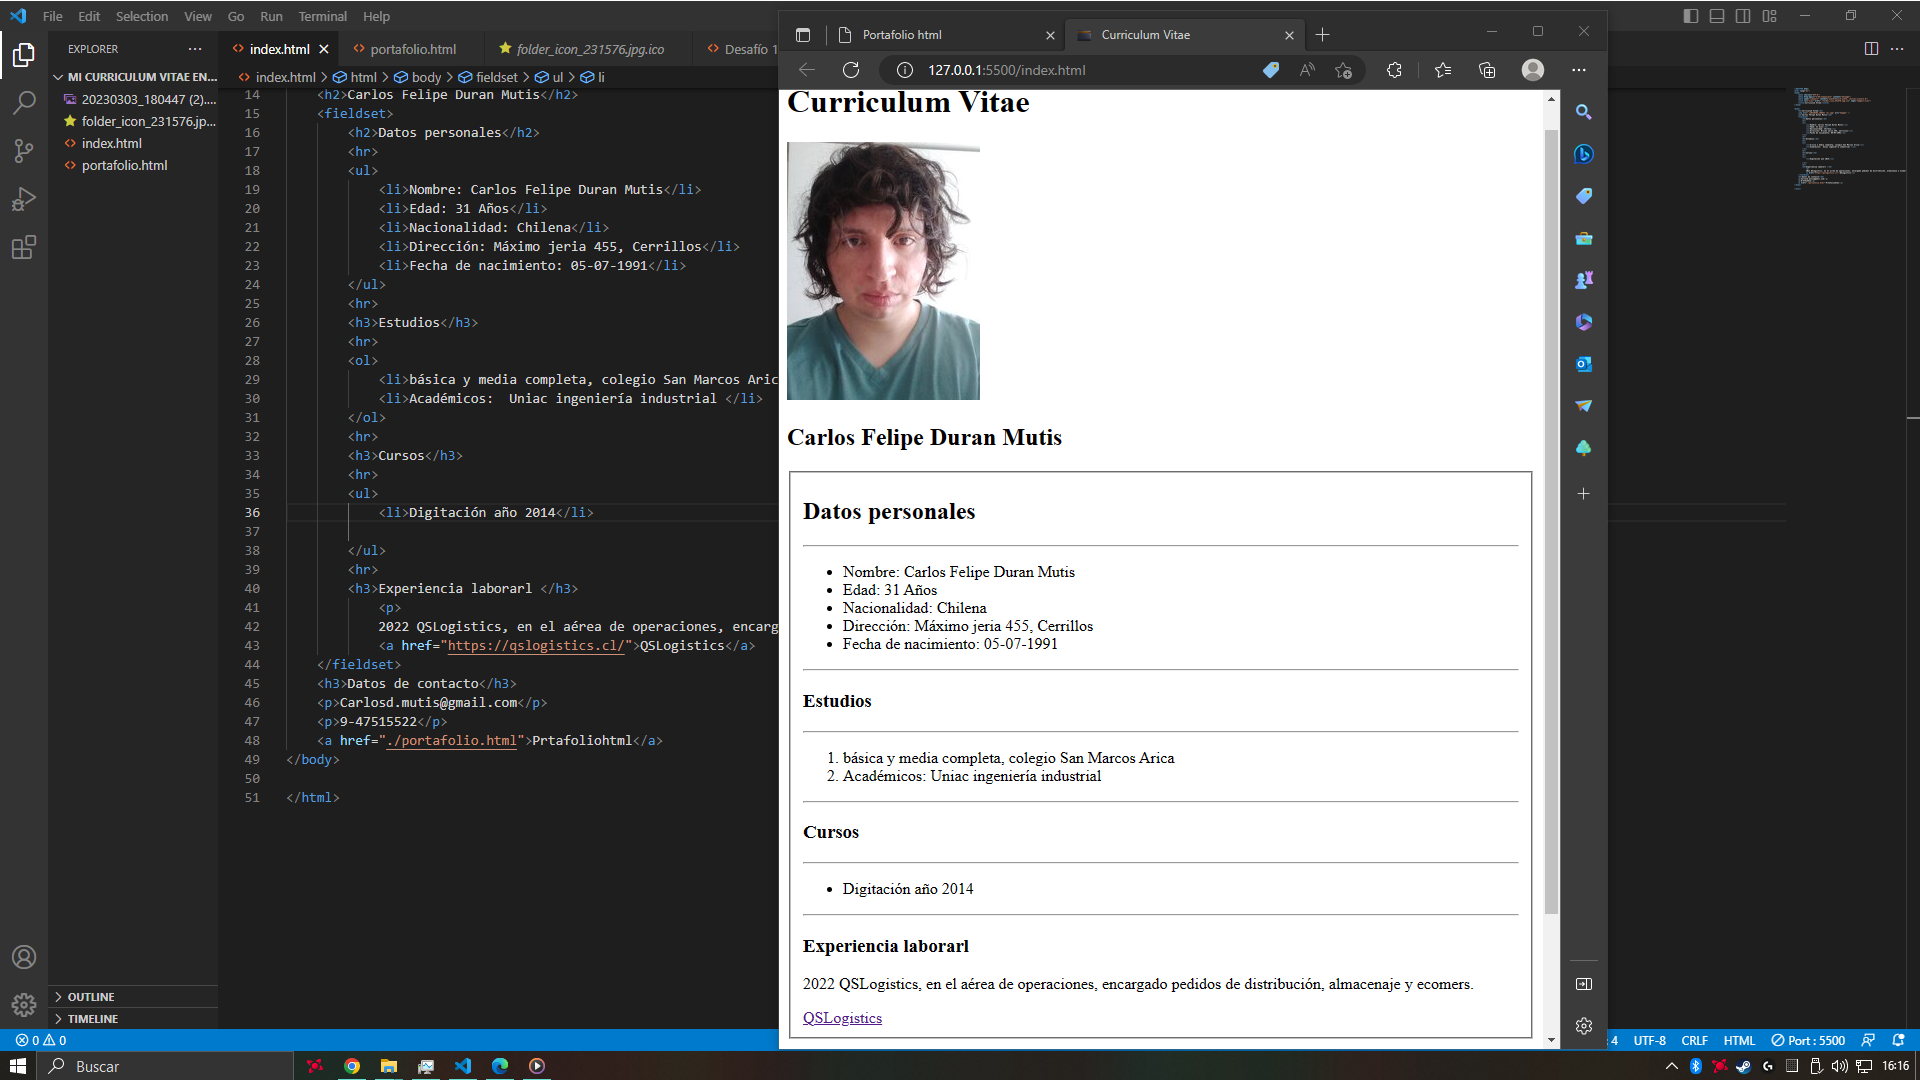 File Edit Selection View Go Run Terminal Help
EXPLORER
MI CURRICULUM VITAE EN...
20230303_180447 (2)....
folder_icon_231576.jp...
index.html
portafolio.html
OUTLINE
TIMELINE
index.html portafolio.html folder_icon_231576.jpg.ico Desafío 1
index.html > html > body > fieldset > ul > li
14 <h2>Carlos Felipe Duran Mutis</h2>
15 <fieldset>
16 <h2>Datos personales</h2>
17 <hr>
18 <ul>
19 <li>Nombre: Carlos Felipe Duran Mutis</li>
20 <li>Edad: 31 Años</li>
21 <li>Nacionalidad: Chilena</li>
22 <li>Dirección: Máximo jeria 455, Cerrillos</li>
23 <li>Fecha de nacimiento: 05-07-1991</li>
24 </ul>
25 <hr>
26 <h3>Estudios</h3>
27 <hr>
28 <ol>
29 <li>básica y media completa, colegio San Marcos Aric
30 <li>Académicos:  Uniac ingeniería industrial </li>
31 </ol>
32 <hr>
33 <h3>Cursos</h3>
34 <hr>
35 <ul>
36 <li>Digitación año 2014</li>
37
38 </ul>
39 <hr>
40 <h3>Experiencia laborarl </h3>
41 <p>
42 2022 QSLogistics, en el aérea de operaciones, encarg
43 <a href="https://qslogistics.cl/">QSLogistics</a>
44 </fieldset>
45 <h3>Datos de contacto</h3>
46 <p>Carlosd.mutis@gmail.com</p>
47 <p>9-47515522</p>
48 <a href="./portafolio.html">Prtafoliohtml</a>
49 </body>
50
51 </html>
Portafolio html Curriculum Vitae
127.0.0.1:5500/index.html
Curriculum Vitae
Carlos Felipe Duran Mutis
Datos personales
• Nombre: Carlos Felipe Duran Mutis
• Edad: 31 Años
• Nacionalidad: Chilena
• Dirección: Máximo jeria 455, Cerrillos
• Fecha de nacimiento: 05-07-1991
Estudios
1. básica y media completa, colegio San Marcos Arica
2. Académicos: Uniac ingeniería industrial
Cursos
• Digitación año 2014
Experiencia laborarl
2022 QSLogistics, en el aérea de operaciones, encargado pedidos de distribución, almacenaje y ecomers.
QSLogistics
0 0
: 4 UTF-8 CRLF HTML Port : 5500
Buscar
16:16